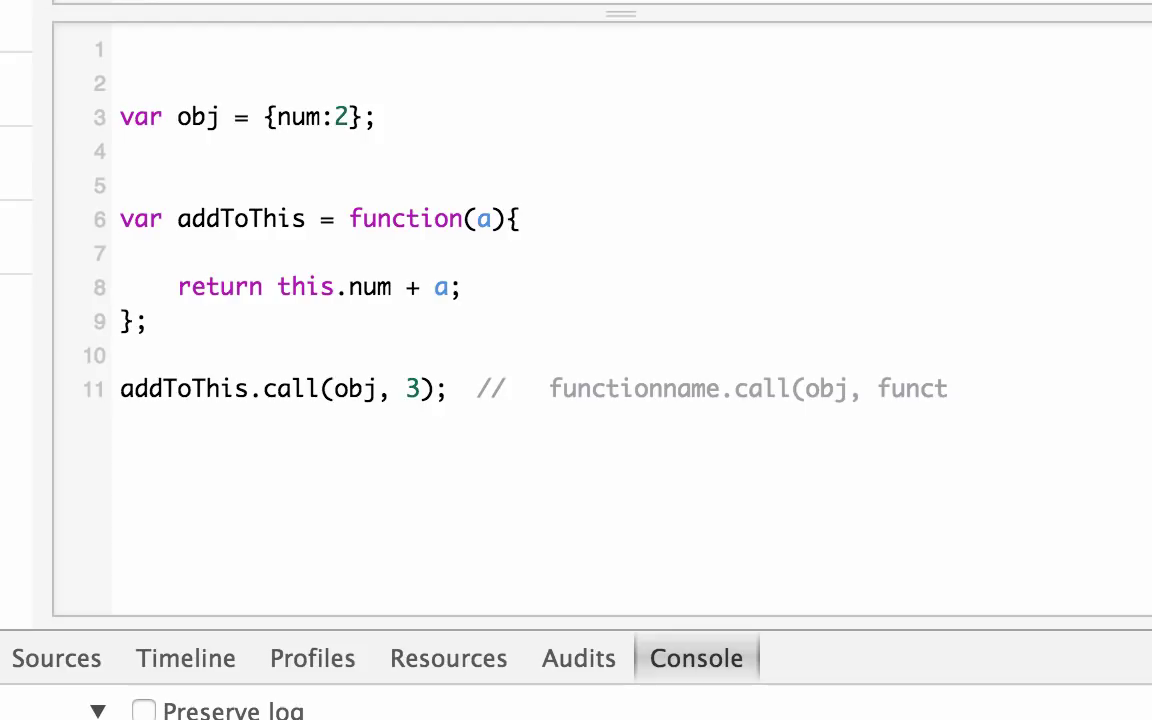 1
2
3 var obj = {num:2};
4
5
6 var addToThis = function(a){
7
8 return this.num + a;
9 };
10
11 addToThis.call(obj, 3); // functionname.call(obj, funct
Sources Timeline Profiles Resources Audits Console
▼ Preserve log